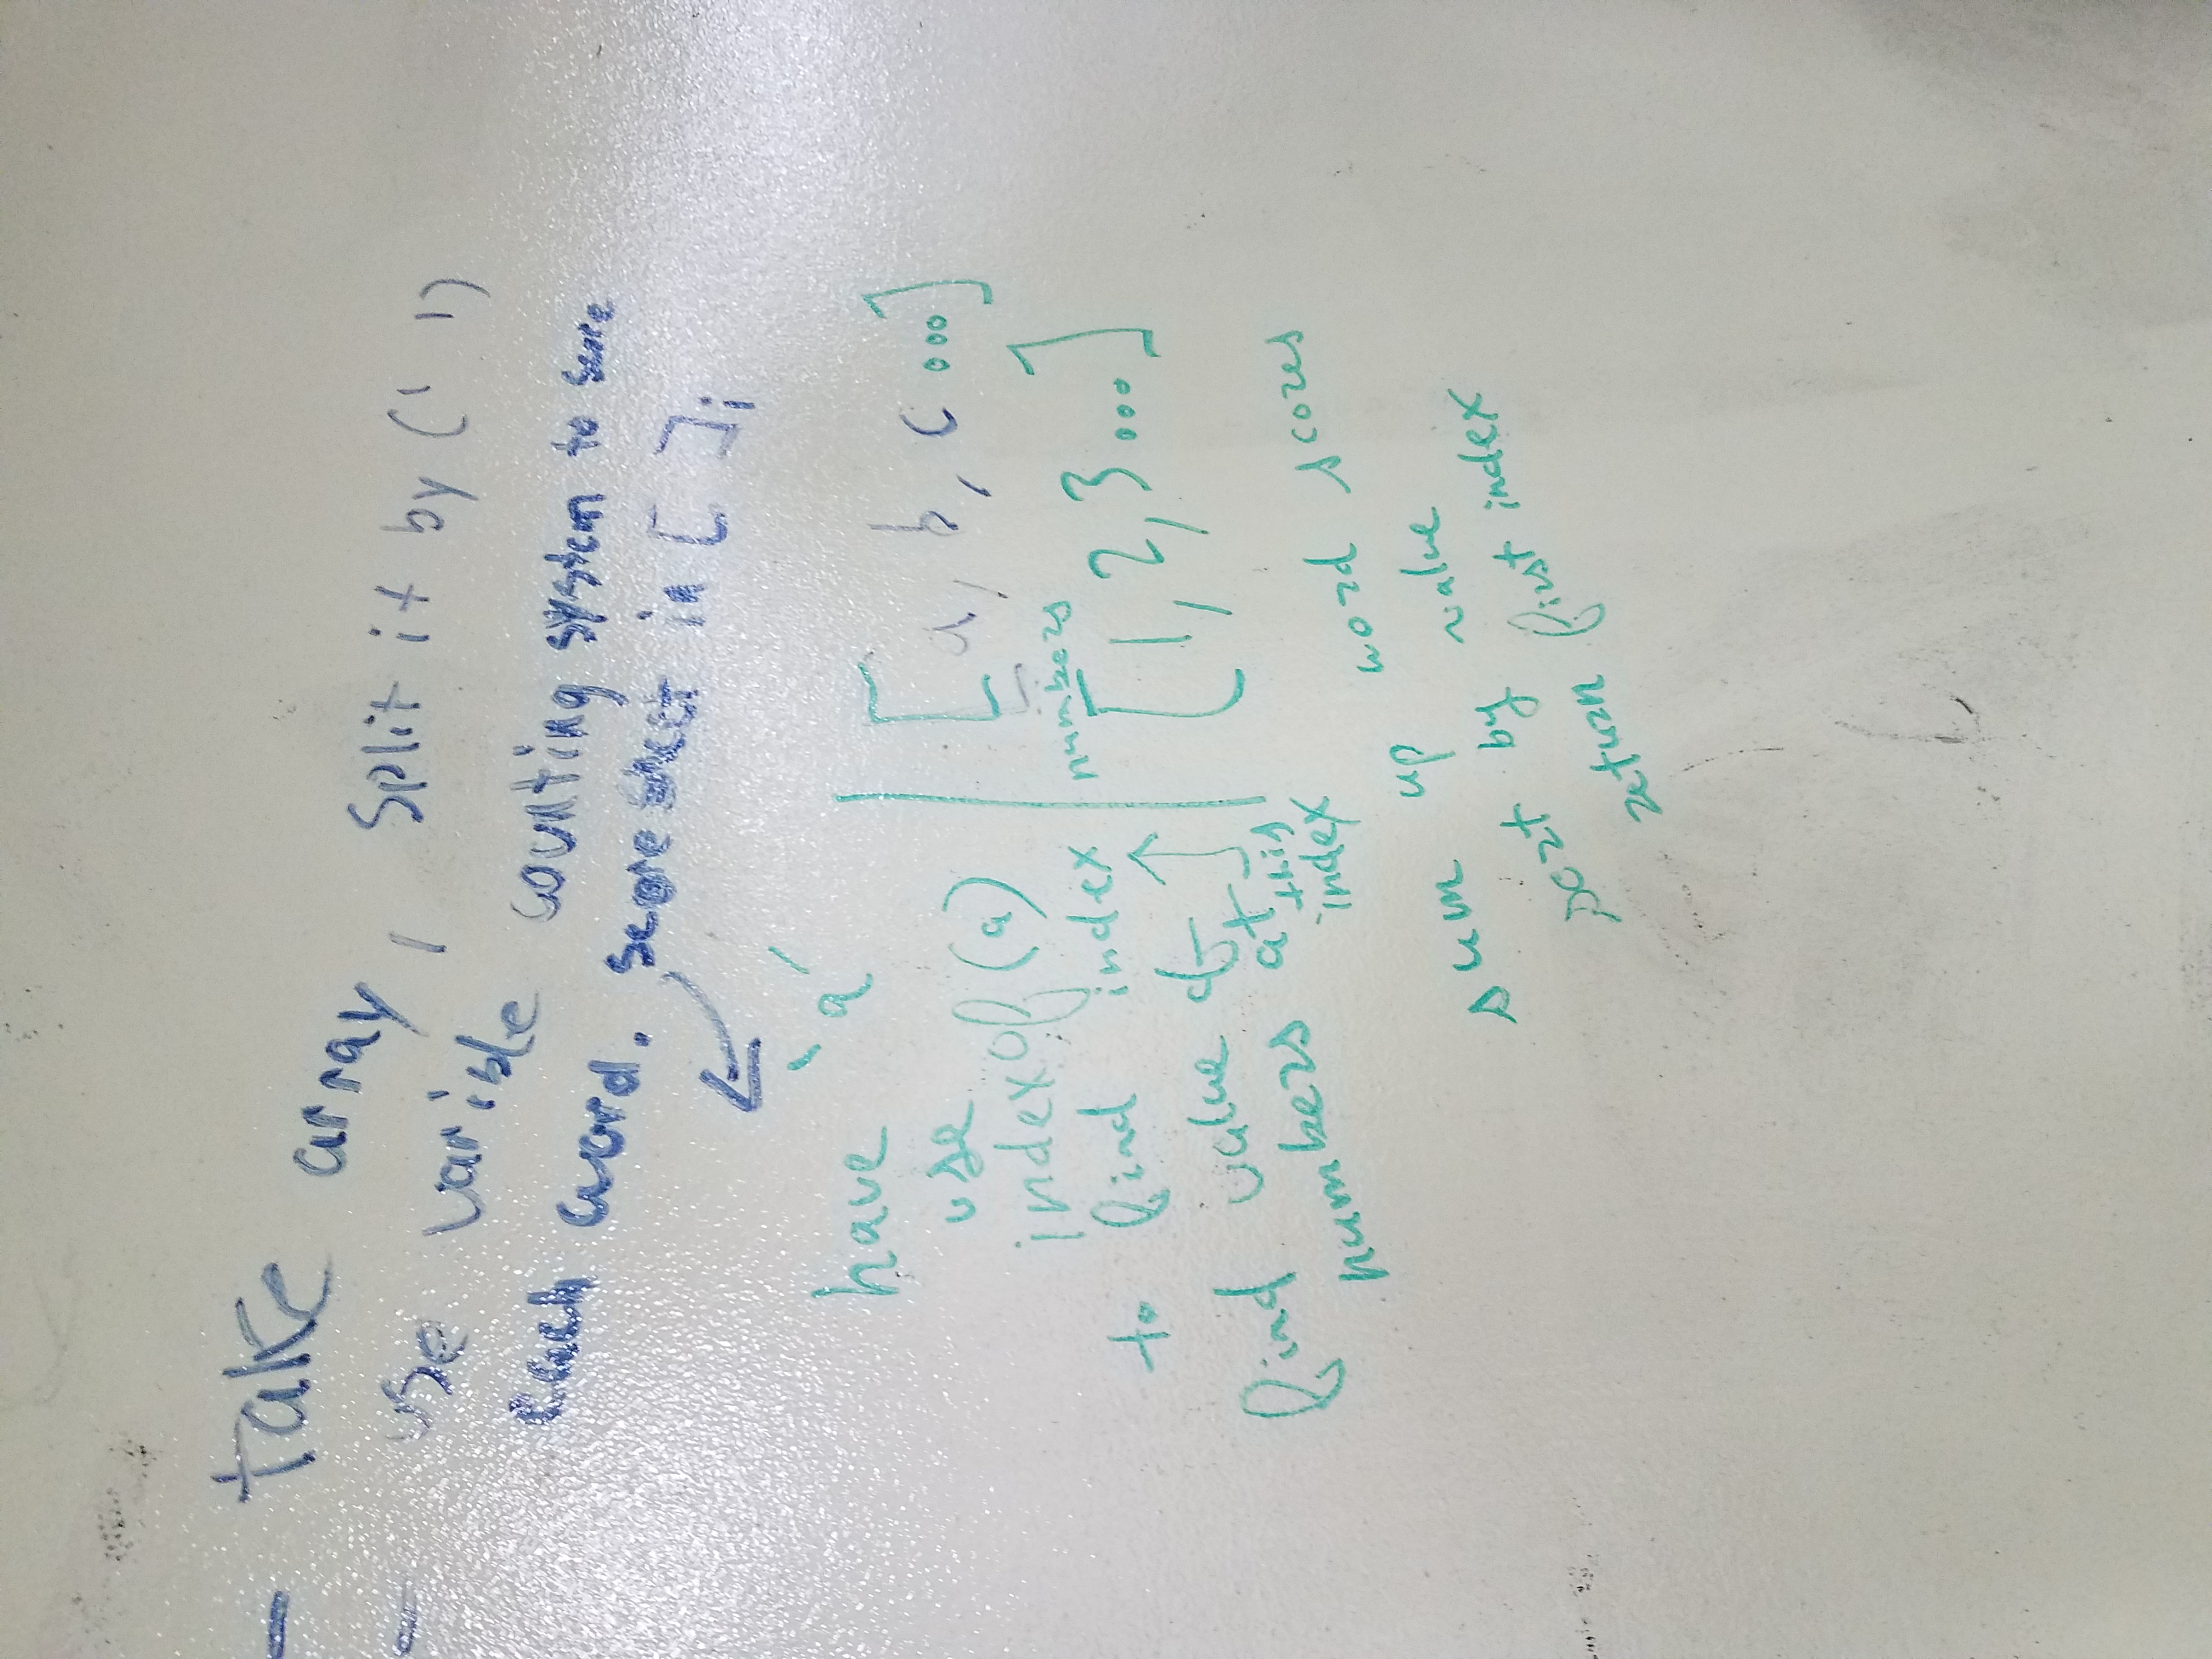 - take array, split it by (' ')
- use varible counting system to score
each word. score sheet in [ ];
have 'a'
use
indexOf(a)
to find index
find value of
numbers at this
index
[a, b, c ...]
numbers
[1, 2, 3 ...]
sum up word scores
sort by value
return first index